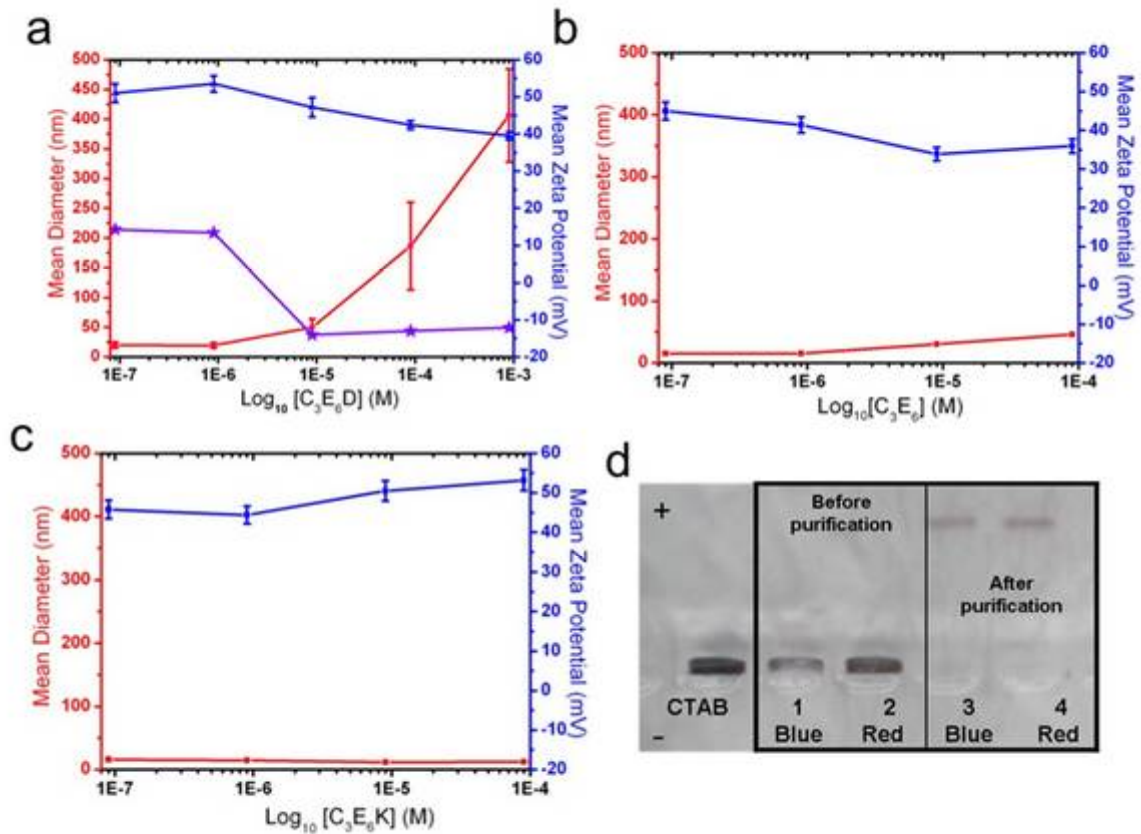 a
500
450
400
350
300
250
200
150
100
50
0
Mean Diameter (nm)
60
50
40
30
20
10
0
-10
-20
Mean Zeta Potential (mV)
1E-7 1E-6 1E-5 1E-4 1E-3
Log₁₀ [C₃E₆D] (M)
b
500
400
300
200
100
0
Mean Diameter (nm)
60
50
40
30
20
10
0
-10
-20
Mean Zeta Potential (mV)
1E-7 1E-6 1E-5 1E-4
Log₁₀[C₃E₆] (M)
c
500
400
300
200
100
0
Mean Diameter (nm)
60
50
40
30
20
10
0
-10
-20
Mean Zeta Potential (mV)
1E-7 1E-6 1E-5 1E-4
Log₁₀ [C₃E₆K] (M)
d
+
Before
purification
After
purification
CTAB 1 2 3 4
– Blue Red Blue Red